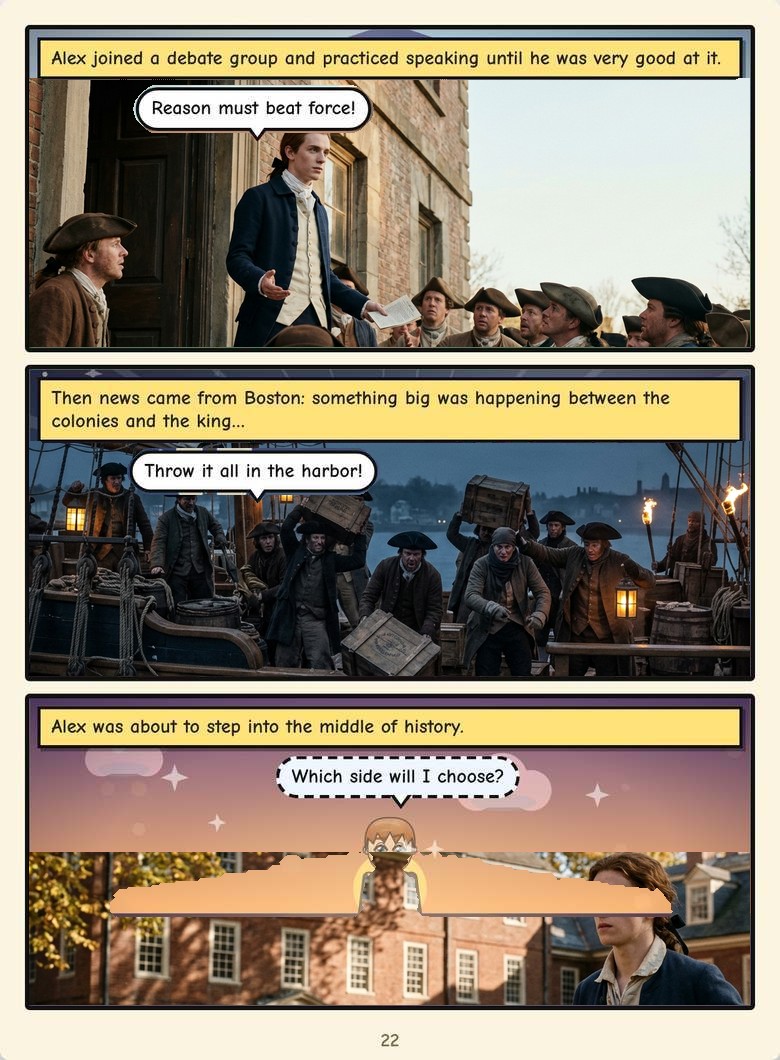 Alex joined a debate group and practiced speaking until he was very good at it.
Reason must beat force!
Then news came from Boston: something big was happening between the
colonies and the king...
Throw it all in the harbor!
Alex was about to step into the middle of history.
Which side will I choose?
22